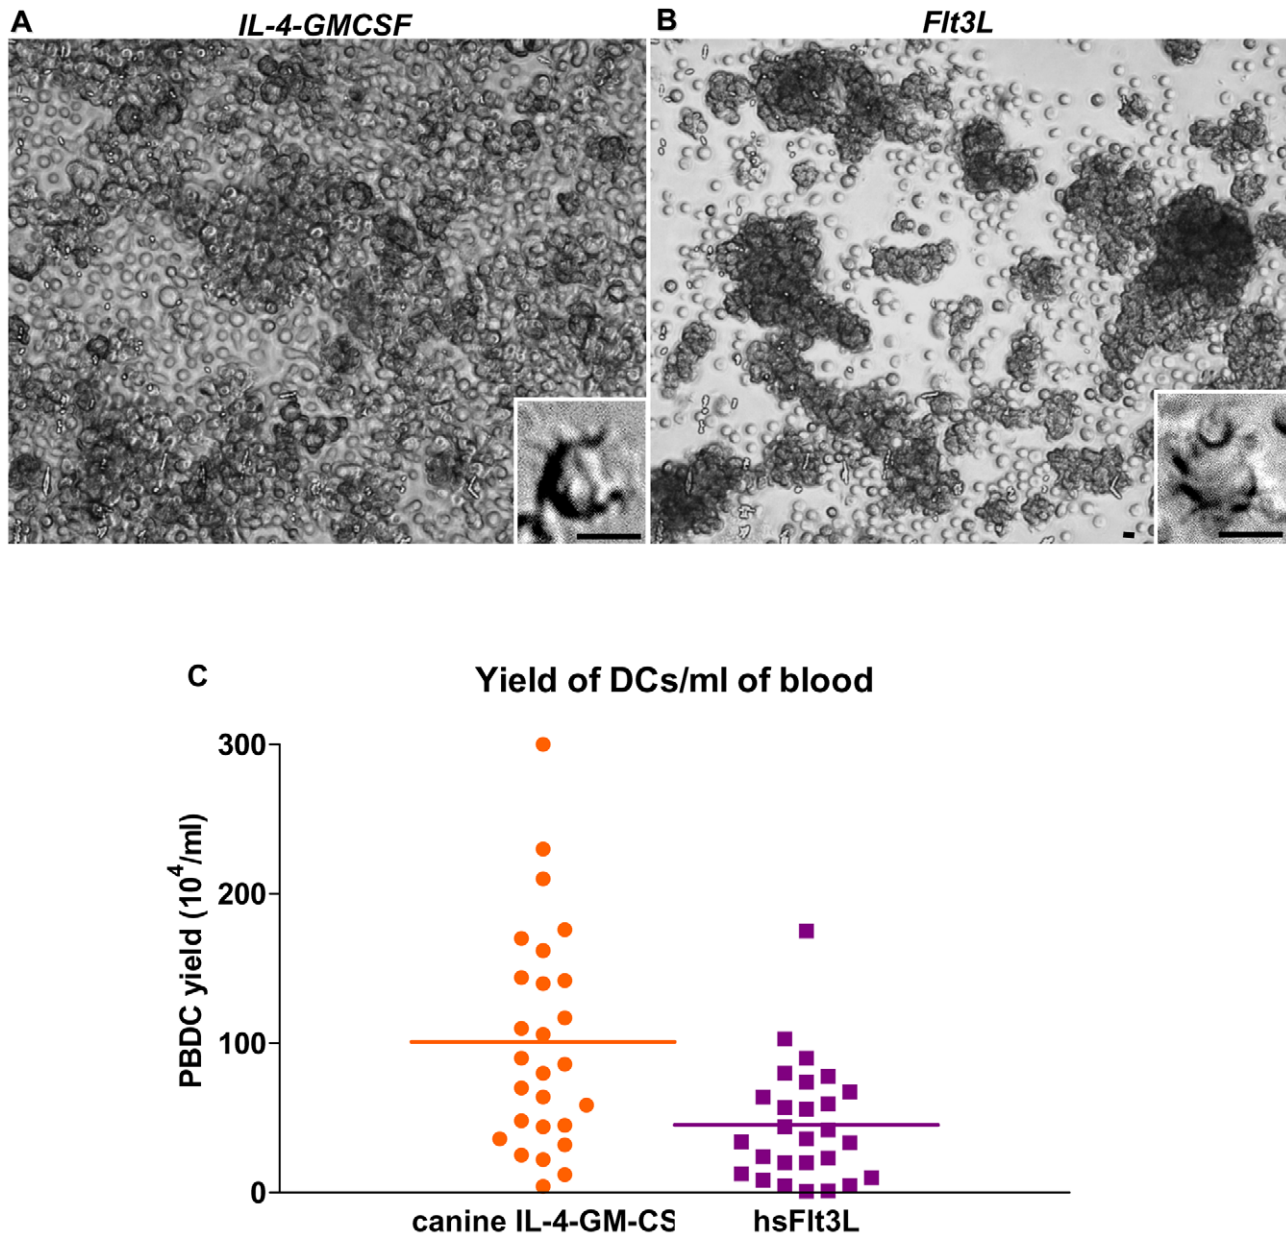 A IL-4-GMCSF
B Flt3L
C Yield of DCs/ml of blood
PBDC yield (10⁴/ml)
300
200
100
0
canine IL-4-GM-CS
hsFlt3L